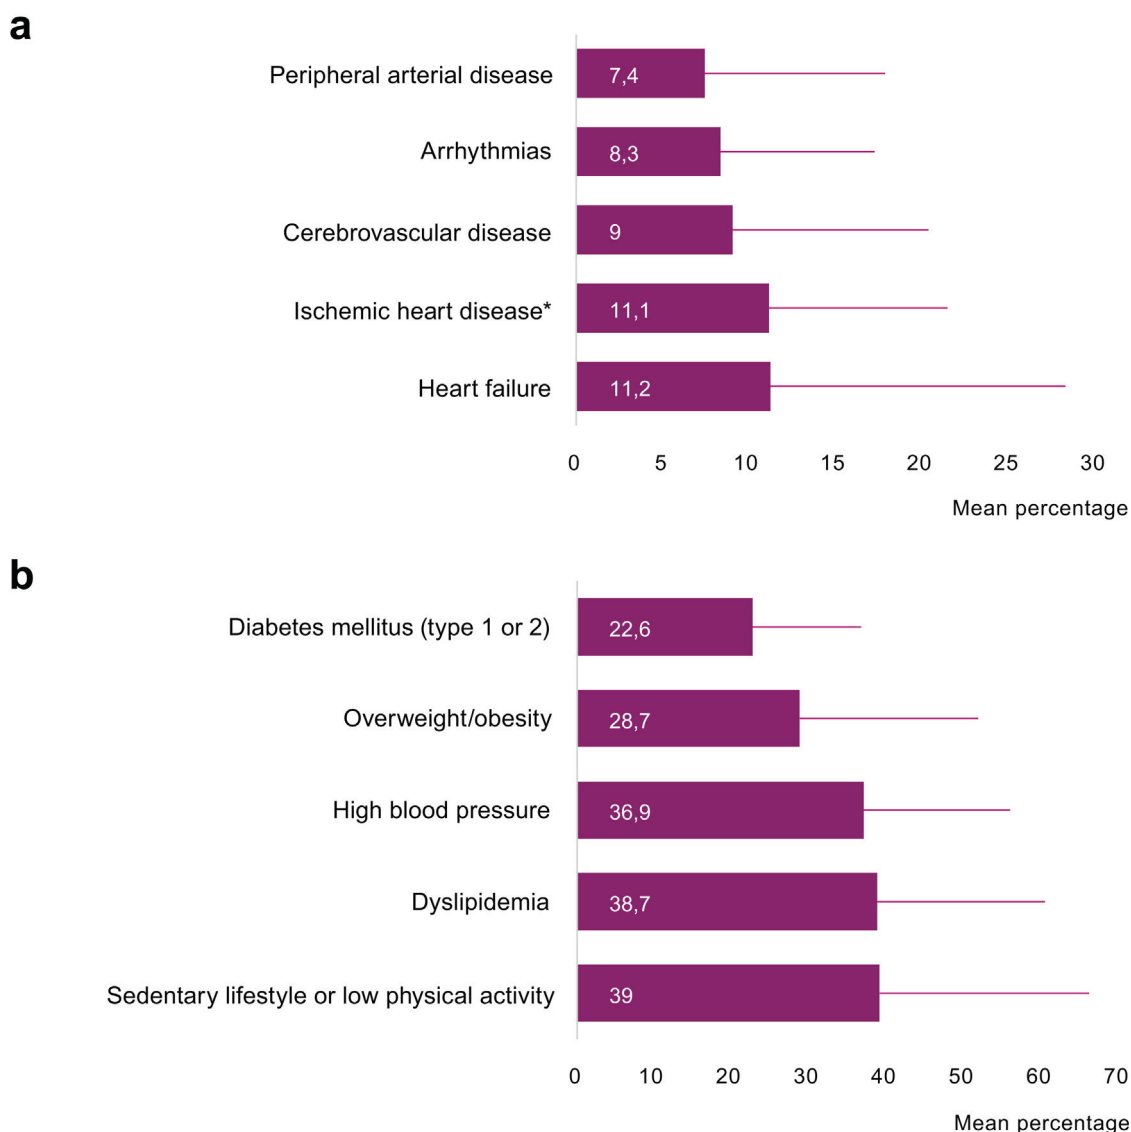 a
Peripheral arterial disease 7,4
Arrhythmias 8,3
Cerebrovascular disease 9
Ischemic heart disease* 11,1
Heart failure 11,2
0 5 10 15 20 25 30
Mean percentage
b
Diabetes mellitus (type 1 or 2) 22,6
Overweight/obesity 28,7
High blood pressure 36,9
Dyslipidemia 38,7
Sedentary lifestyle or low physical activity 39
0 10 20 30 40 50 60 70
Mean percentage